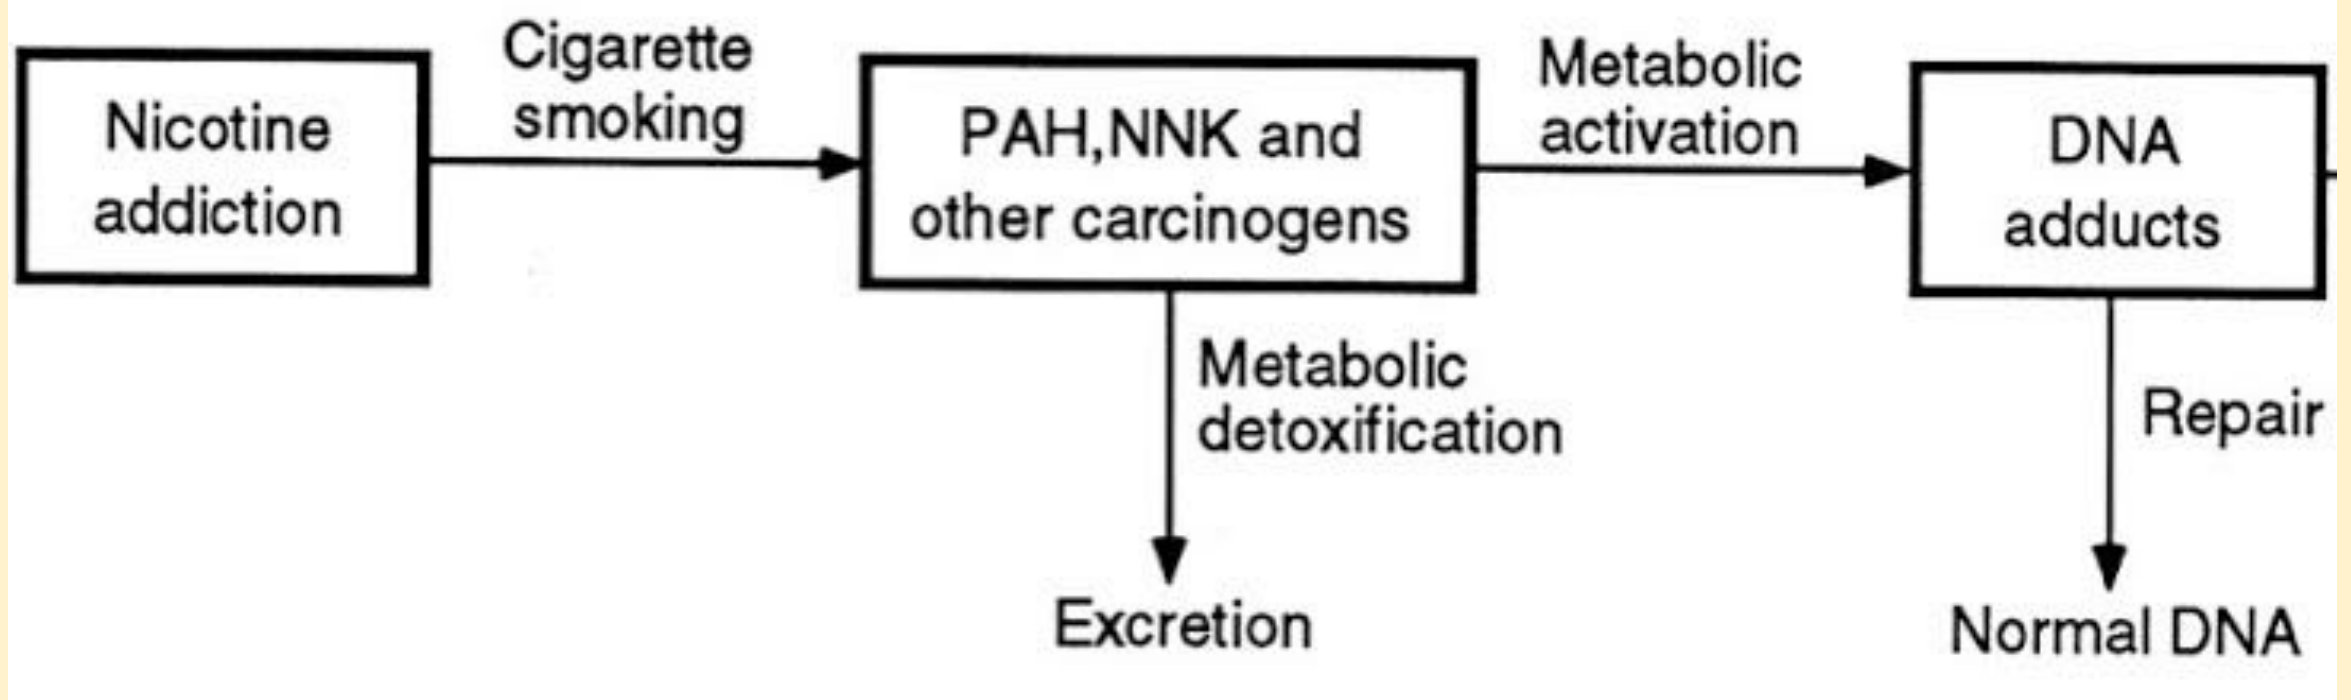 Nicotine
addiction
Cigarette
smoking
PAH,NNK and
other carcinogens
Metabolic
activation
DNA
adducts
Metabolic
detoxification
Excretion
Repair
Normal DNA